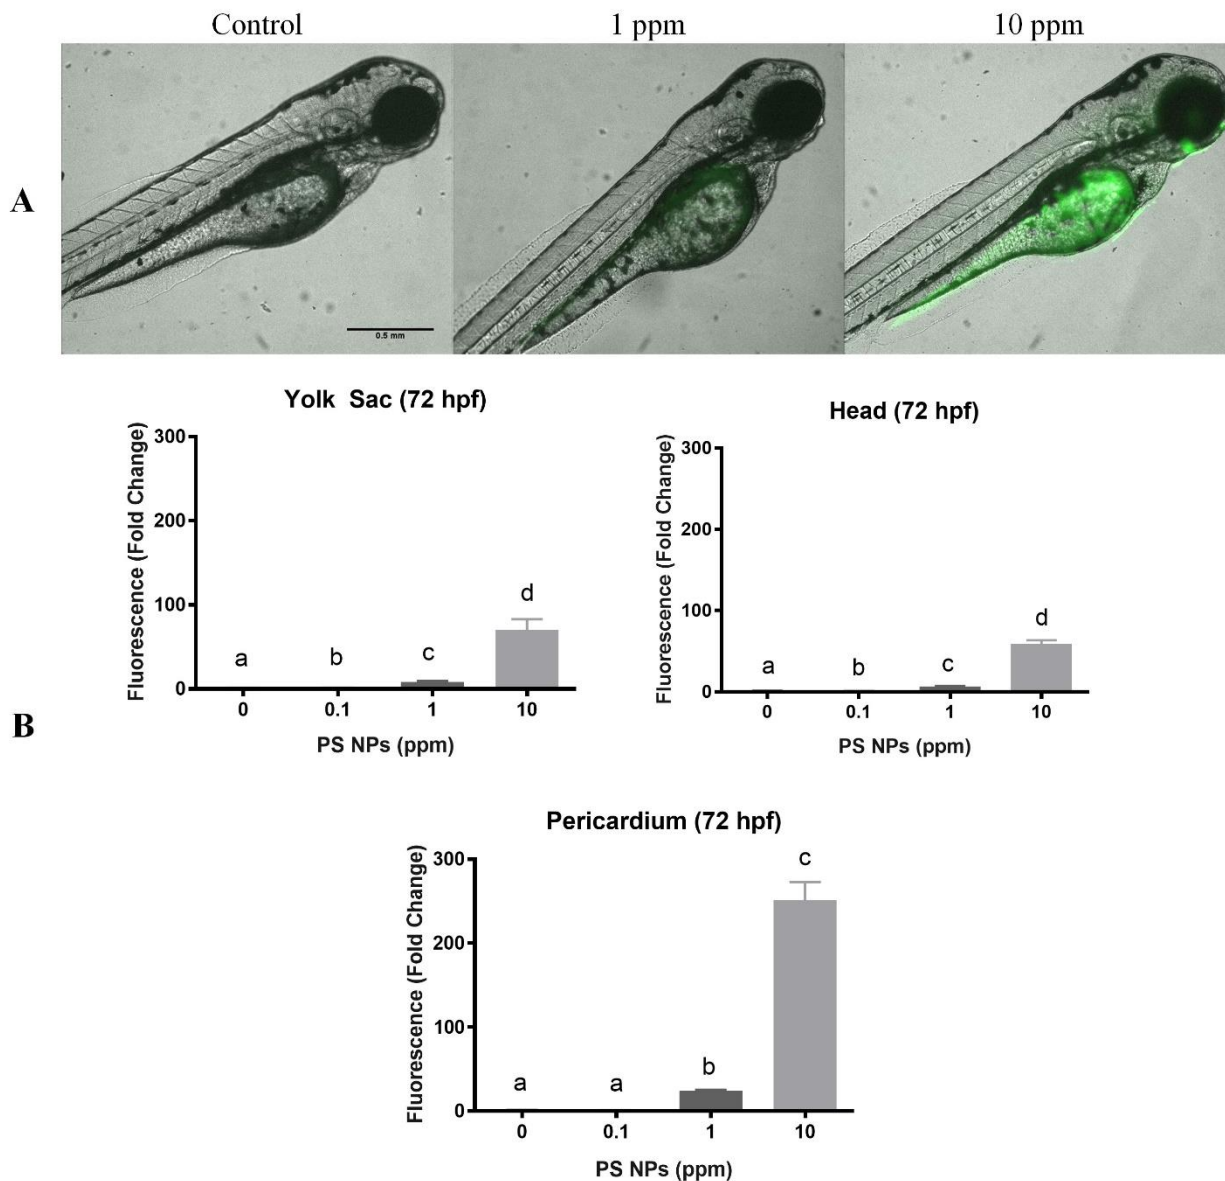 Control
1 ppm
10 ppm
A
0.5 mm
Yolk Sac (72 hpf)
Fluorescence (Fold Change)
300
200
100
0
a
b
c
d
0
0.1
1
10
PS NPs (ppm)
Head (72 hpf)
Fluorescence (Fold Change)
300
200
100
0
a
b
c
d
0
0.1
1
10
PS NPs (ppm)
B
Pericardium (72 hpf)
Fluorescence (Fold Change)
300
200
100
0
a
a
b
c
0
0.1
1
10
PS NPs (ppm)